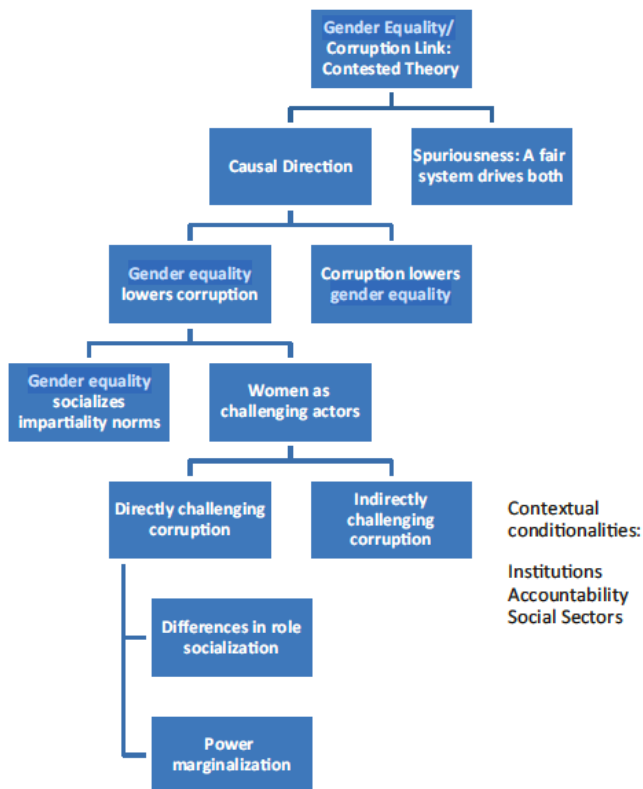 Gender Equality/
Corruption Link:
Contested Theory
Causal Direction
Spuriousness: A fair
system drives both
Gender equality
lowers corruption
Corruption lowers
gender equality
Gender equality
socializes
impartiality norms
Women as
challenging actors
Directly challenging
corruption
Indirectly
challenging
corruption
Contextual
conditionalities:
Institutions
Accountability
Social Sectors
Differences in role
socialization
Power
marginalization